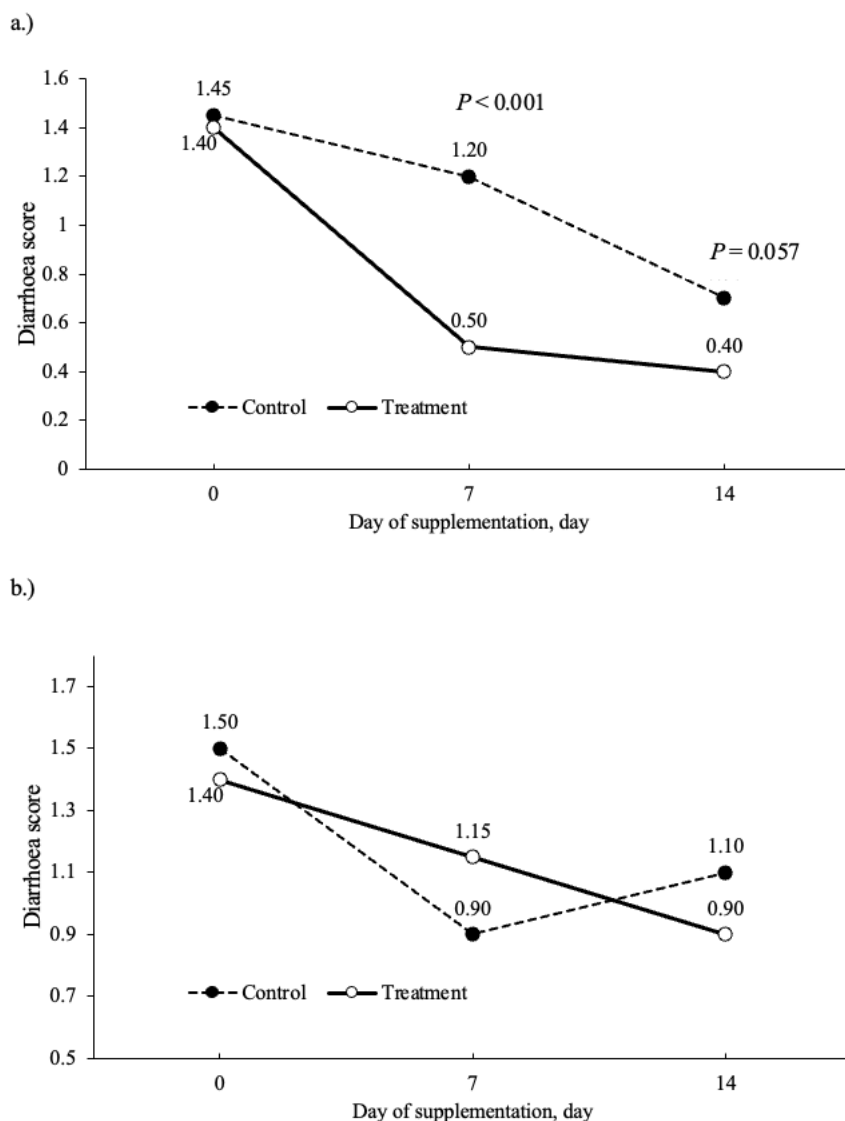 a.)
1.6
1.45
P < 0.001
1.4
1.40
1.20
1.2
1
P = 0.057
0.8
0.50
0.40
0.6
0.4
Control Treatment
0.2
0
0 7 14
Day of supplementation, day
Diarrhoea score
b.)
1.7
1.50
1.5
1.40
1.3
1.15
1.10
1.1
0.90 0.90
0.9
Control Treatment
0.7
0.5
0 7 14
Day of supplementation, day
Diarrhoea score